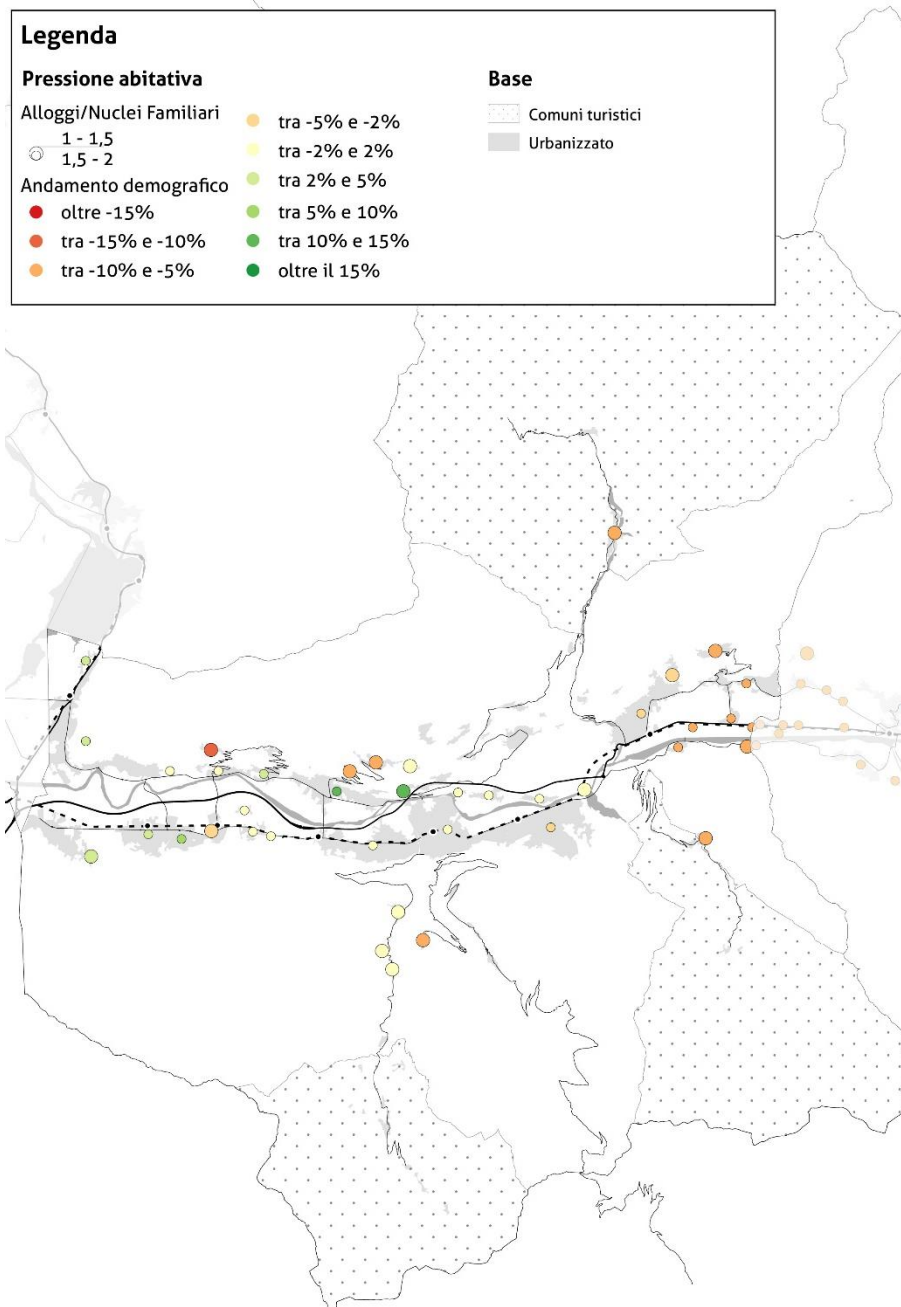 Legenda
Pressione abitativa
Alloggi/Nuclei Familiari
1 - 1,5
1,5 - 2
Andamento demografico
oltre -15%
tra -15% e -10%
tra -10% e -5%
tra -5% e -2%
tra -2% e 2%
tra 2% e 5%
tra 5% e 10%
tra 10% e 15%
oltre il 15%
Base
Comuni turistici
Urbanizzato